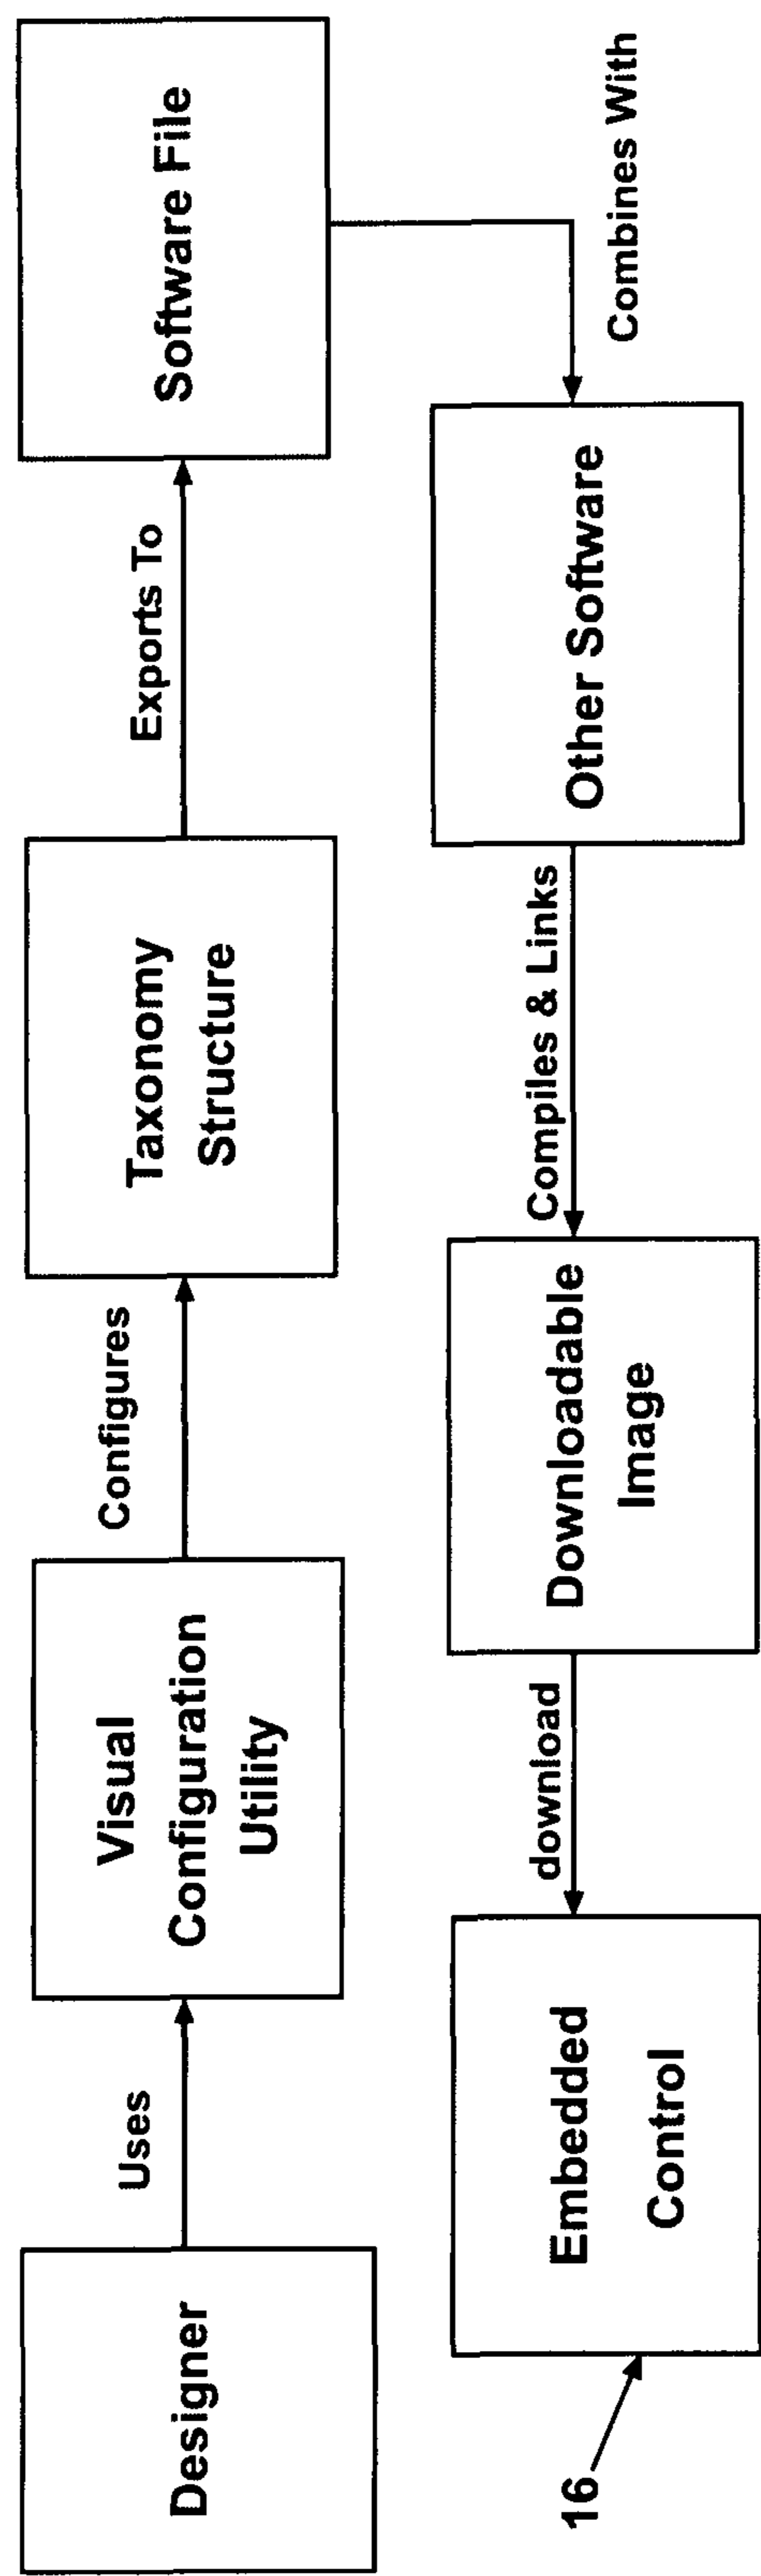 Designer
Uses
Visual
Configuration
Utility
Configures
Taxonomy
Structure
Exports To
Software File
Combines With
Other Software
Compiles & Links
Downloadable
Image
download
Embedded
Control
16